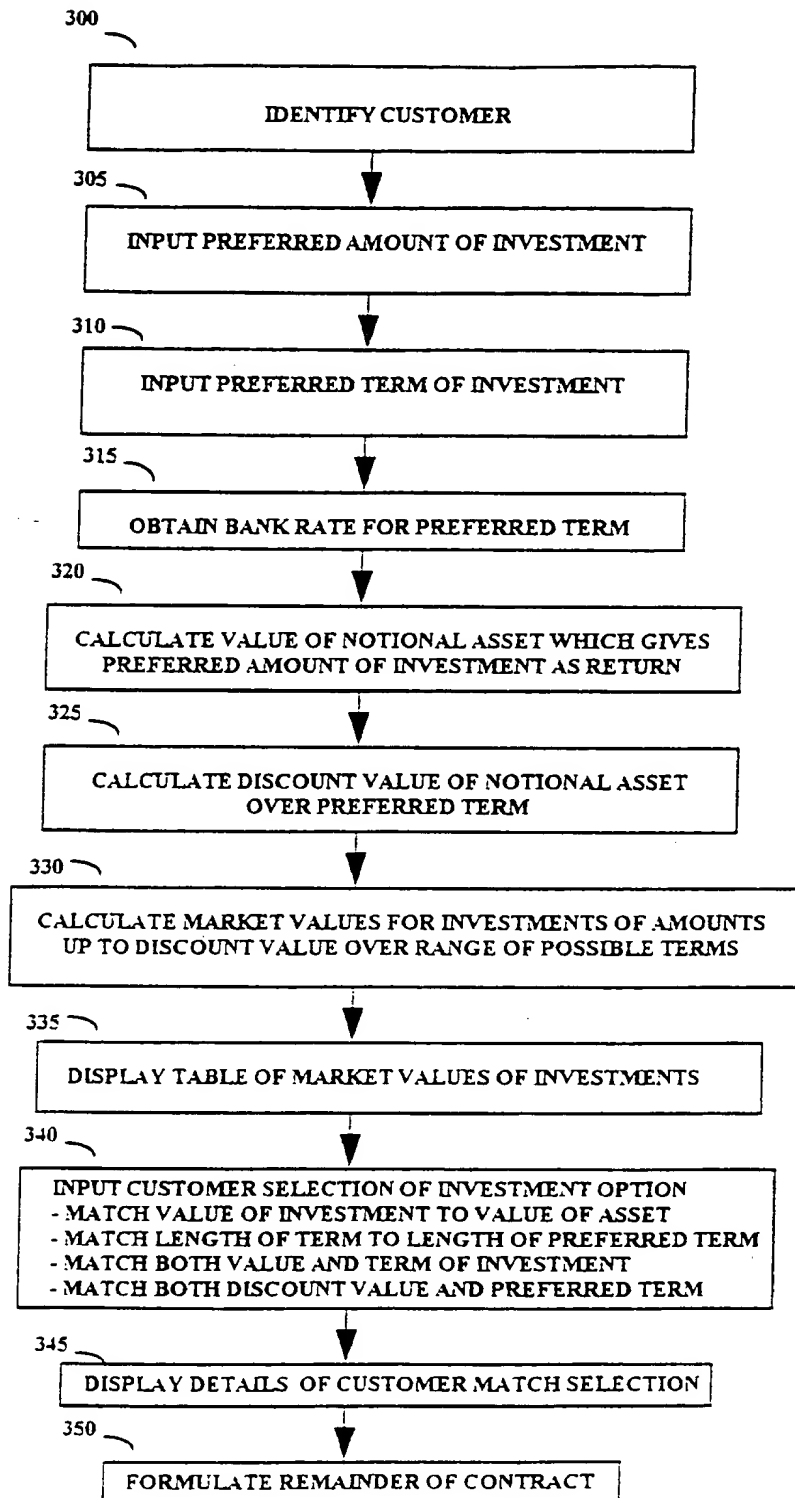 300
IDENTIFY CUSTOMER
305
INPUT PREFERRED AMOUNT OF INVESTMENT
310
INPUT PREFERRED TERM OF INVESTMENT
315
OBTAIN BANK RATE FOR PREFERRED TERM
320
CALCULATE VALUE OF NOTIONAL ASSET WHICH GIVES
PREFERRED AMOUNT OF INVESTMENT AS RETURN
325
CALCULATE DISCOUNT VALUE OF NOTIONAL ASSET
OVER PREFERRED TERM
330
CALCULATE MARKET VALUES FOR INVESTMENTS OF AMOUNTS
UP TO DISCOUNT VALUE OVER RANGE OF POSSIBLE TERMS
335
DISPLAY TABLE OF MARKET VALUES OF INVESTMENTS
340
INPUT CUSTOMER SELECTION OF INVESTMENT OPTION
- MATCH VALUE OF INVESTMENT TO VALUE OF ASSET
- MATCH LENGTH OF TERM TO LENGTH OF PREFERRED TERM
- MATCH BOTH VALUE AND TERM OF INVESTMENT
- MATCH BOTH DISCOUNT VALUE AND PREFERRED TERM
345
DISPLAY DETAILS OF CUSTOMER MATCH SELECTION
350
FORMULATE REMAINDER OF CONTRACT